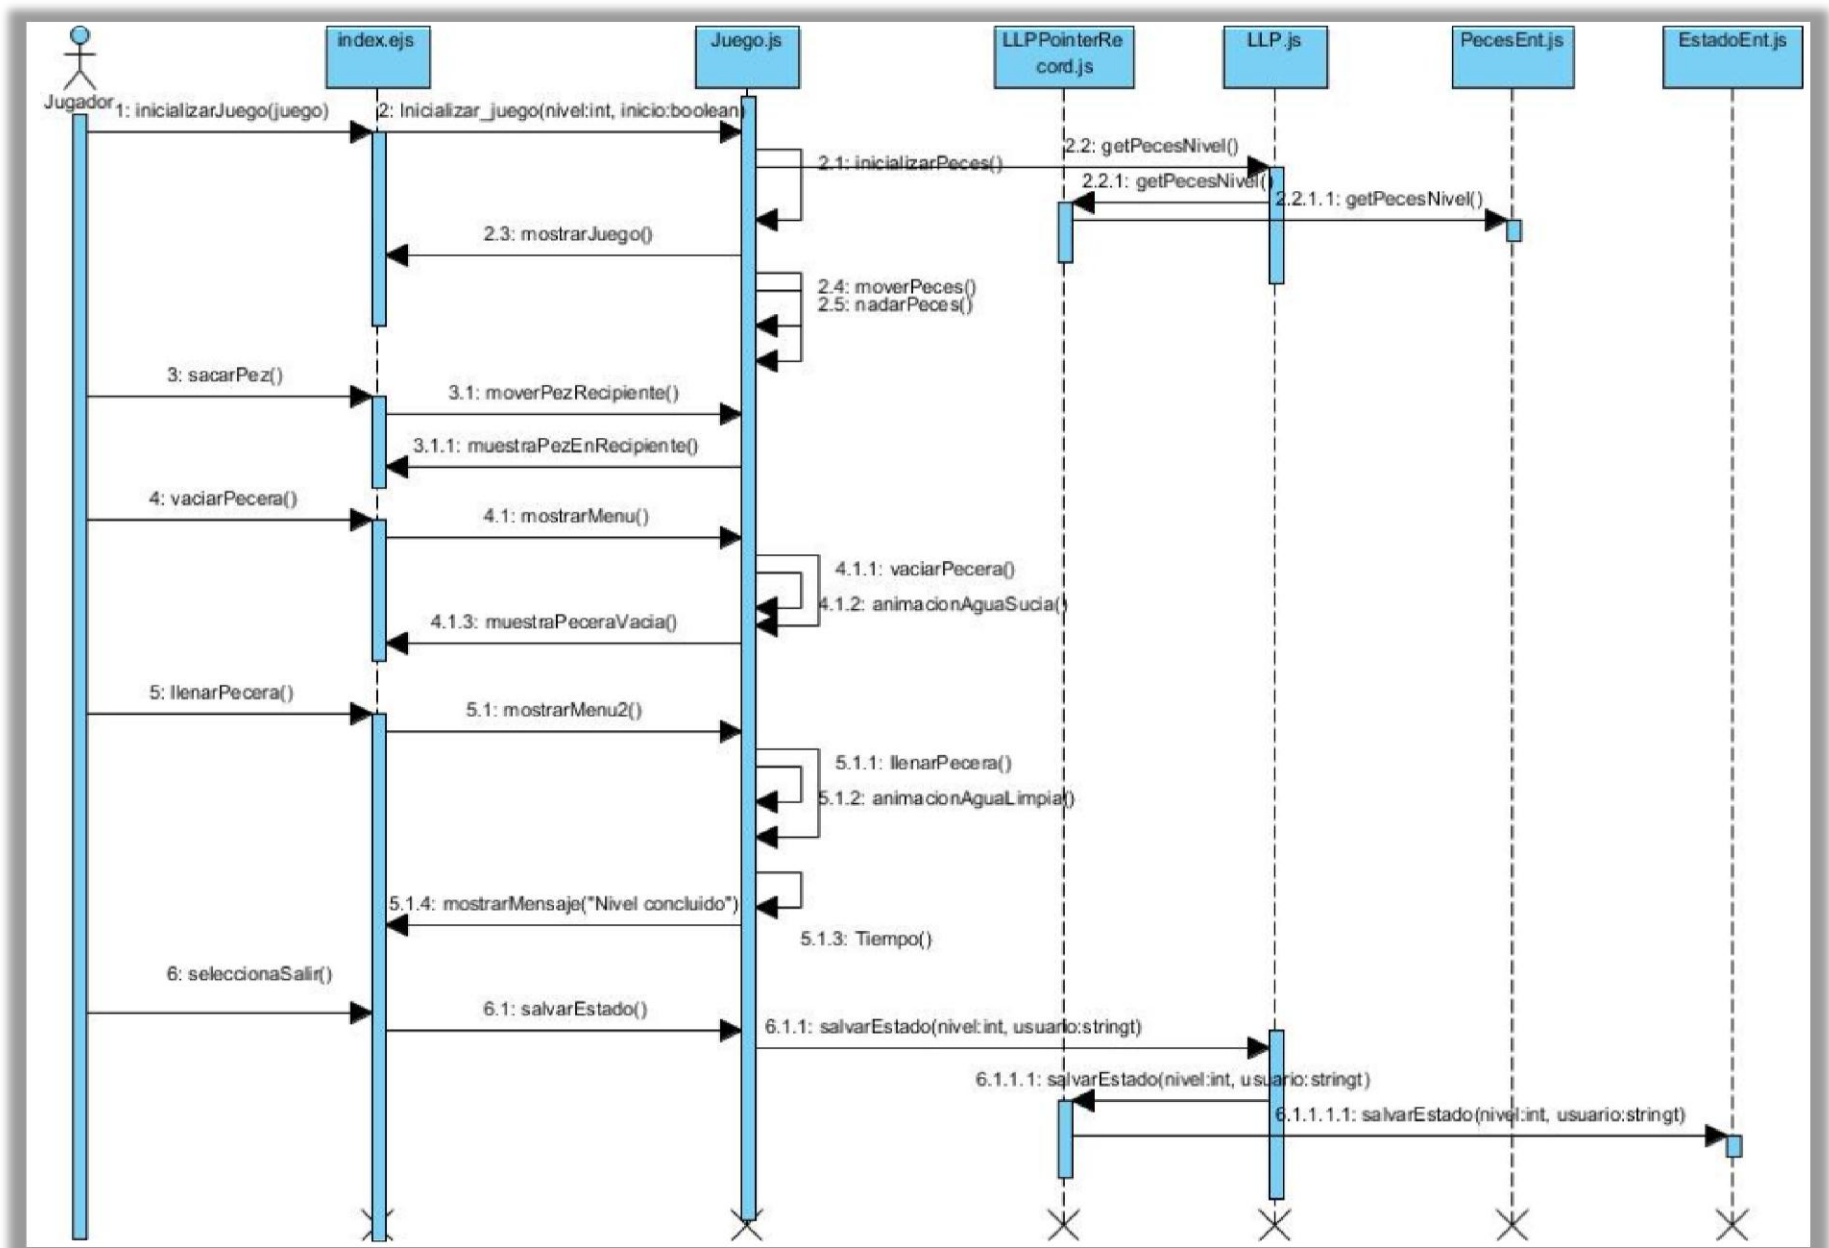 index.ejs
Juego.js
LLPPointerRe
cord.js
LLP.js
PecesEnt.js
EstadoEnt.js
Jugador
1: inicializarJuego(juego)
2: Inicializar_juego(nivel:int, inicio:boolean)
2.1: inicializarPeces()
2.2: getPecesNivel()
2.2.1: getPecesNivel()
2.2.1.1: getPecesNivel()
2.3: mostrarJuego()
2.4: moverPeces()
2.5: nadarPeces()
3: sacarPez()
3.1: moverPezRecipiente()
3.1.1: muestraPezEnRecipiente()
4: vaciarPecera()
4.1: mostrarMenu()
4.1.1: vaciarPecera()
4.1.2: animacionAguaSucia()
4.1.3: muestraPeceraVacia()
5: llenarPecera()
5.1: mostrarMenu2()
5.1.1: llenarPecera()
5.1.2: animacionAguaLimpia()
5.1.4: mostrarMensaje("Nivel concluido")
5.1.3: Tiempo()
6: seleccionaSalir()
6.1: salvarEstado()
6.1.1: salvarEstado(nivel:int, usuario:stringt)
6.1.1.1: salvarEstado(nivel:int, usuario:stringt)
6.1.1.1.1: salvarEstado(nivel:int, usuario:stringt)